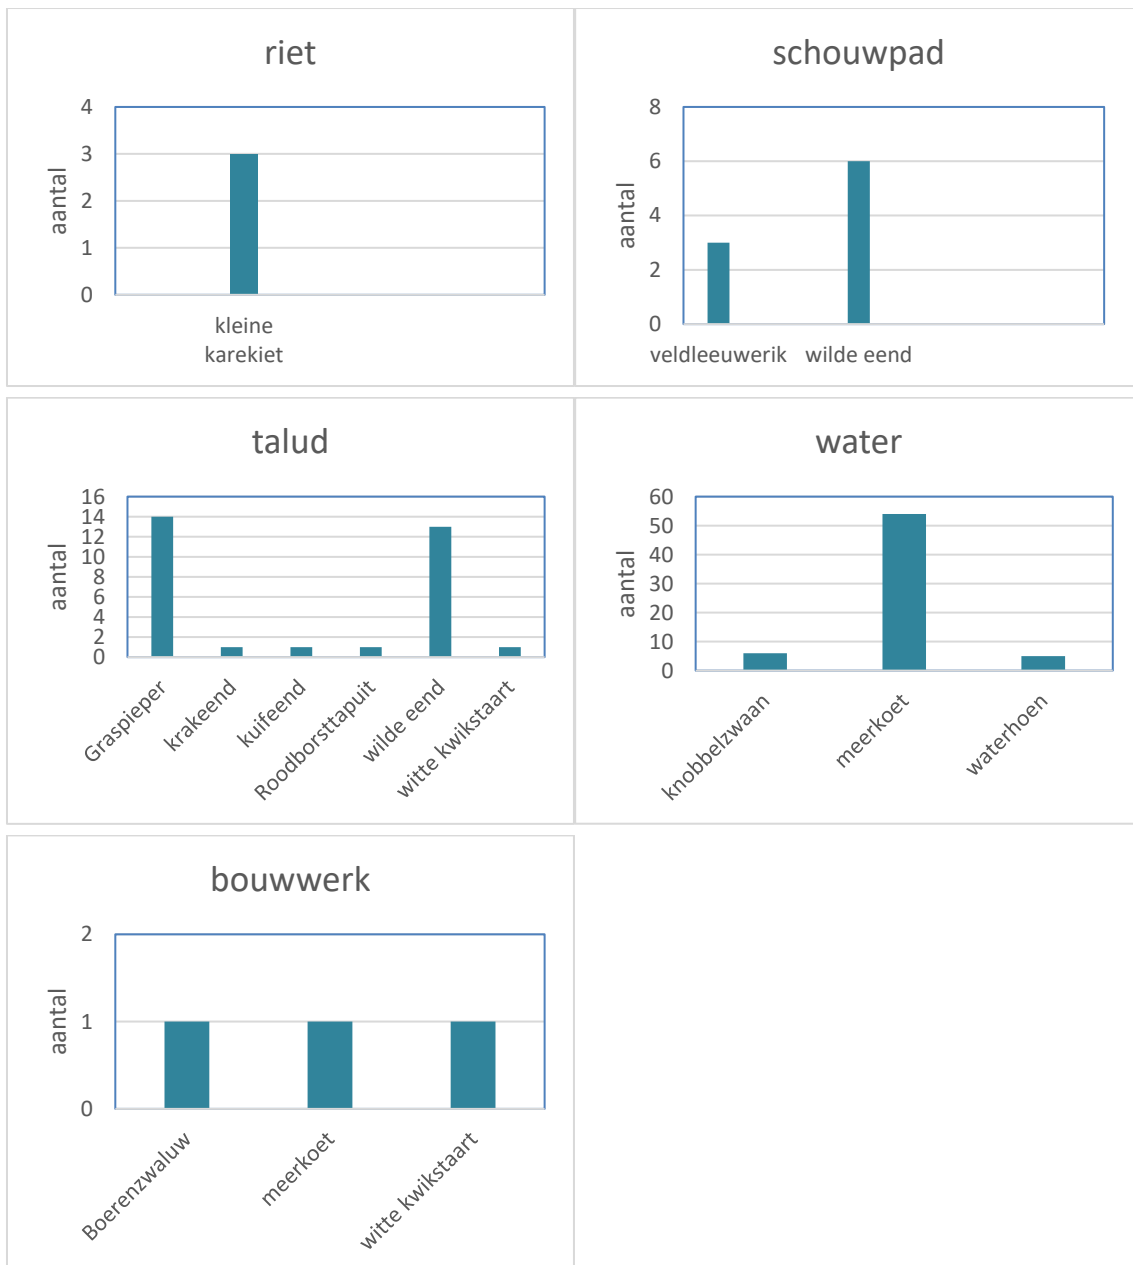 riet
4
3
2
1
0
aantal
kleine
karekiet
schouwpad
8
6
4
2
0
aantal
veldleeuwerik wilde eend
talud
16
14
12
10
8
6
4
2
0
aantal
Graspieper
krakeend
kuifeend
Roodborsttapuit
wilde eend
witte kwikstaart
water
60
50
40
30
20
10
0
aantal
knobbelzwaan
meerkoet
waterhoen
bouwwerk
2
1
0
aantal
Boerenzwaluw
meerkoet
witte kwikstaart